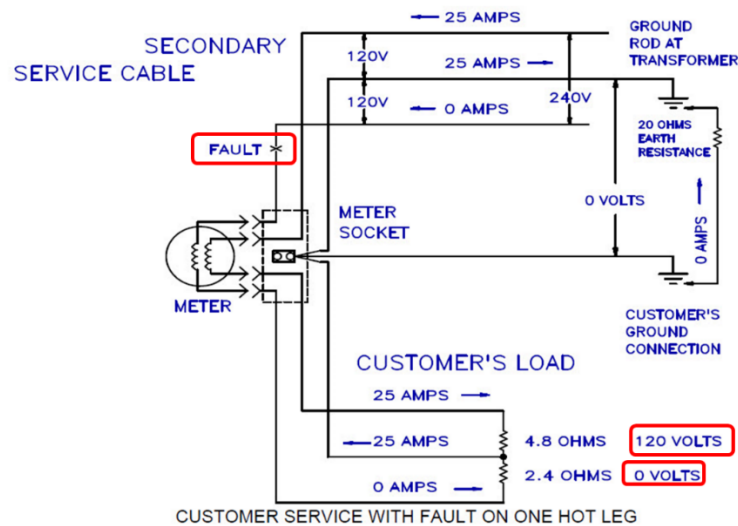 ← 25 AMPS
GROUND
ROD AT
TRANSFORMER
SECONDARY
SERVICE CABLE
120V
25 AMPS →
120V
← 0 AMPS
240V
20 OHMS
EARTH
RESISTANCE
FAULT
METER
SOCKET
0 VOLTS
0 AMPS →
METER
CUSTOMER'S
GROUND
CONNECTION
CUSTOMER'S LOAD
25 AMPS →
← 25 AMPS
4.8 OHMS 120 VOLTS
2.4 OHMS 0 VOLTS
0 AMPS →
CUSTOMER SERVICE WITH FAULT ON ONE HOT LEG